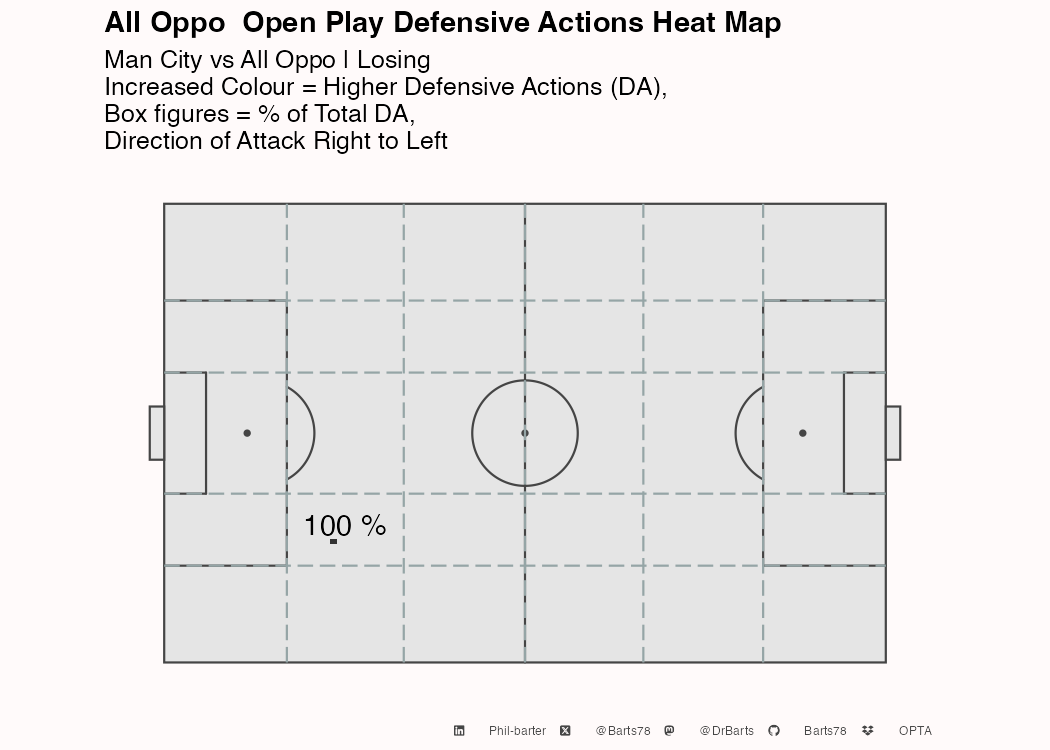 All Oppo  Open Play Defensive Actions Heat Map
Man City vs All Oppo | Losing
Increased Colour = Higher Defensive Actions (DA),
Box figures = % of Total DA,
Direction of Attack Right to Left
100 %
Phil-barter @Barts78 @DrBarts Barts78 OPTA